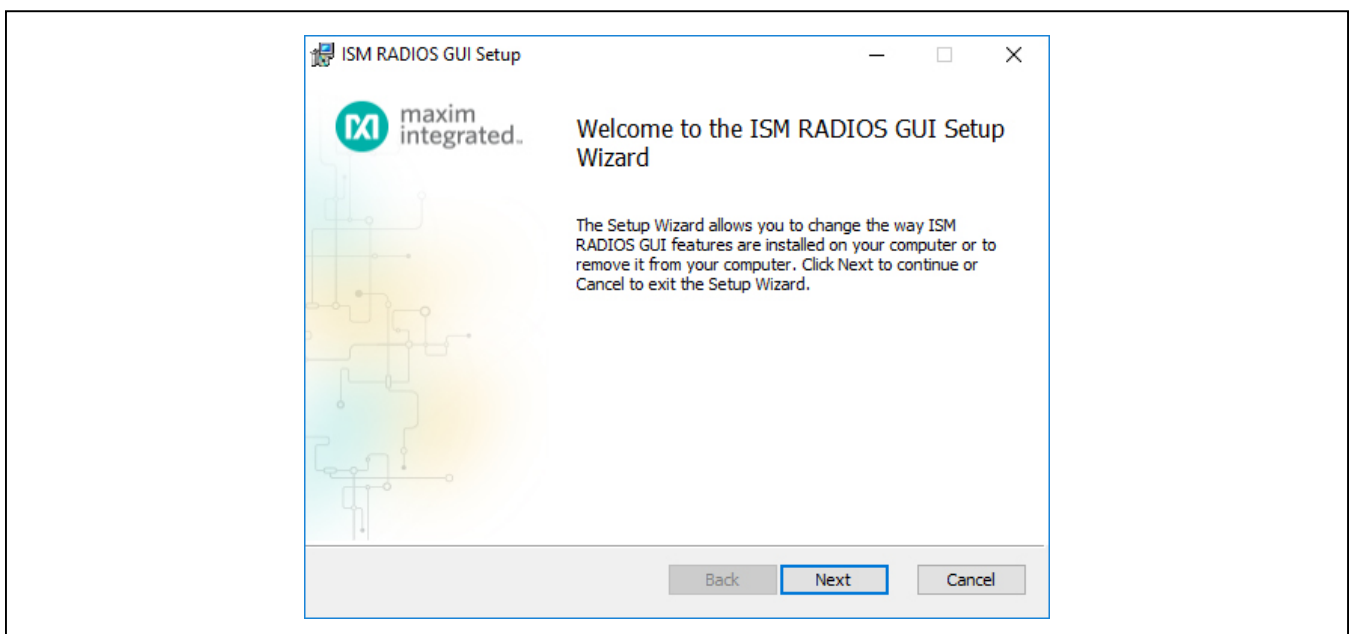 ISM RADIOS GUI Setup
maxim
integrated™
Welcome to the ISM RADIOS GUI Setup
Wizard
The Setup Wizard allows you to change the way ISM
RADIOS GUI features are installed on your computer or to
remove it from your computer. Click Next to continue or
Cancel to exit the Setup Wizard.
Back Next Cancel